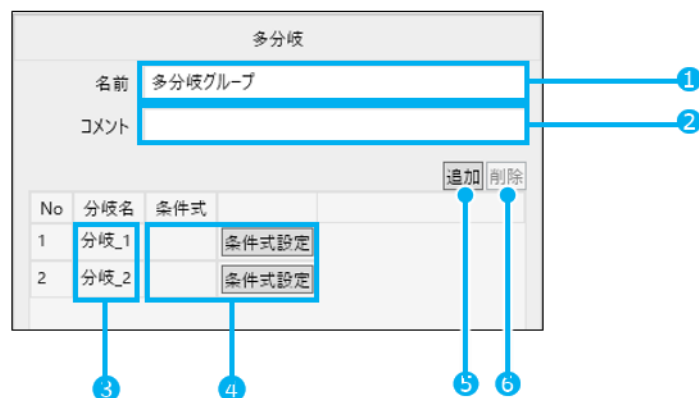 多分岐
名前 多分岐グループ 1
コメント 2
追加 削除
No 分岐名 条件式
1 分岐_1 条件式設定
2 分岐_2 条件式設定
3 4 5 6